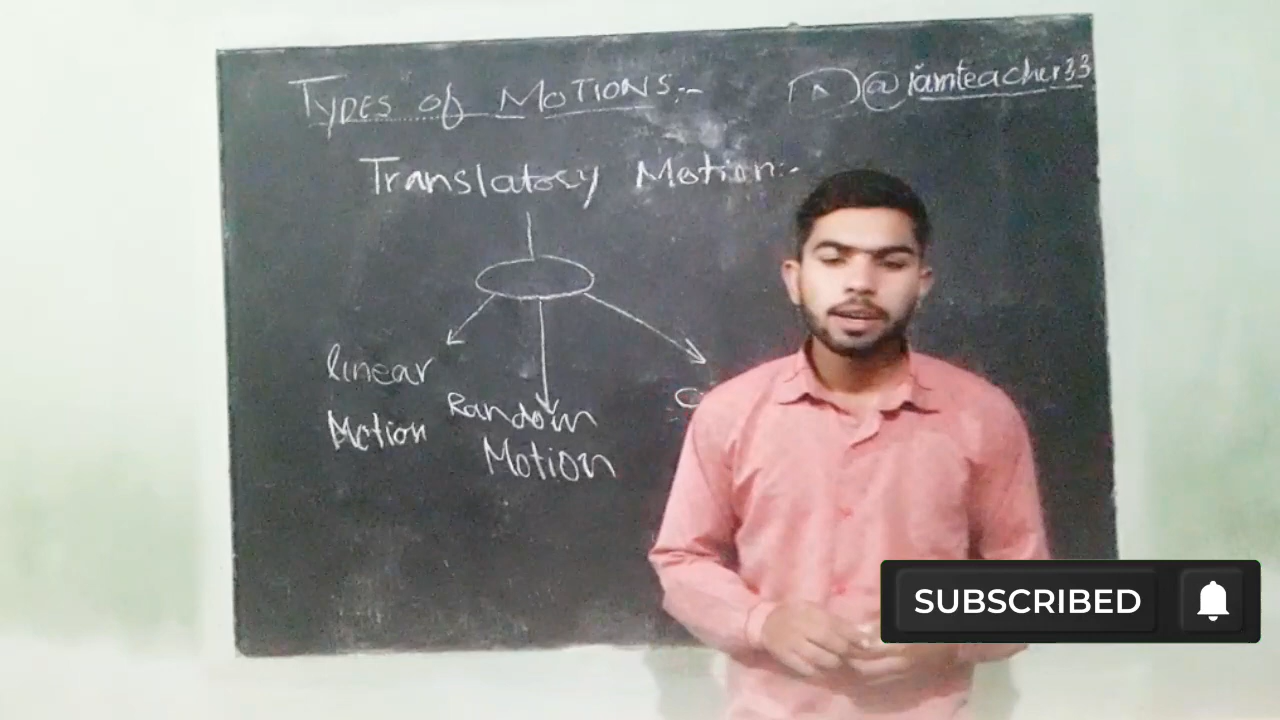 TYPES of MOTIONS:-
@iamteacher33
Translatory Motion:-
linear
Motion
Random
Motion
SUBSCRIBED